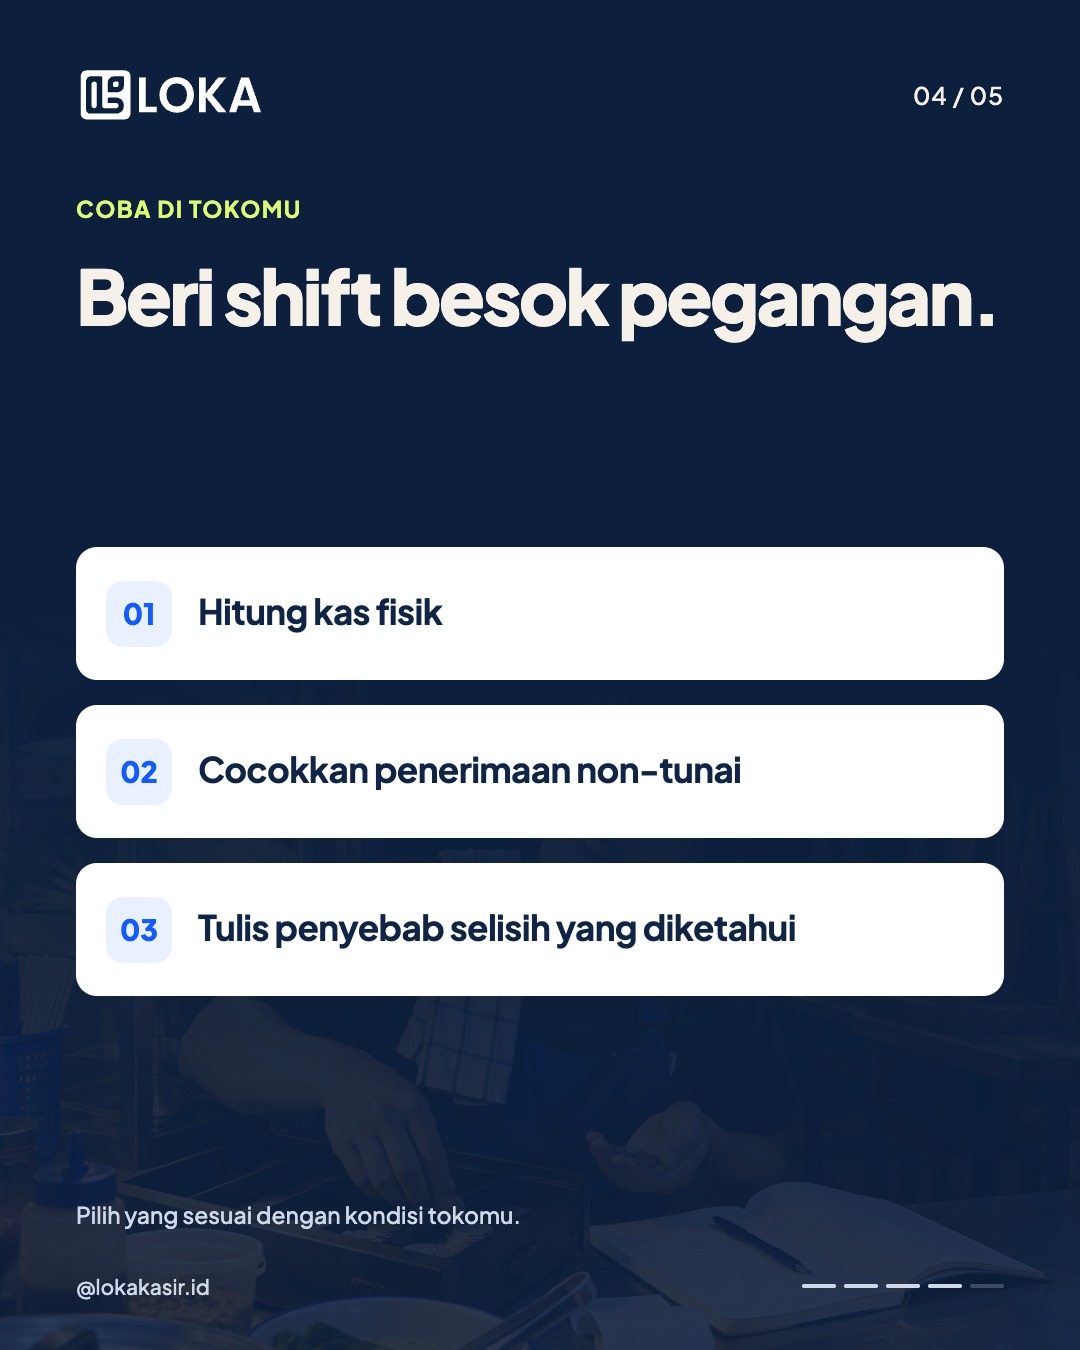 LOKA
04 / 05
COBA DI TOKOMU
Beri shift besok pegangan.
01 Hitung kas fisik
02 Cocokkan penerimaan non-tunai
03 Tulis penyebab selisih yang diketahui
Pilih yang sesuai dengan kondisi tokomu.
@lokakasir.id